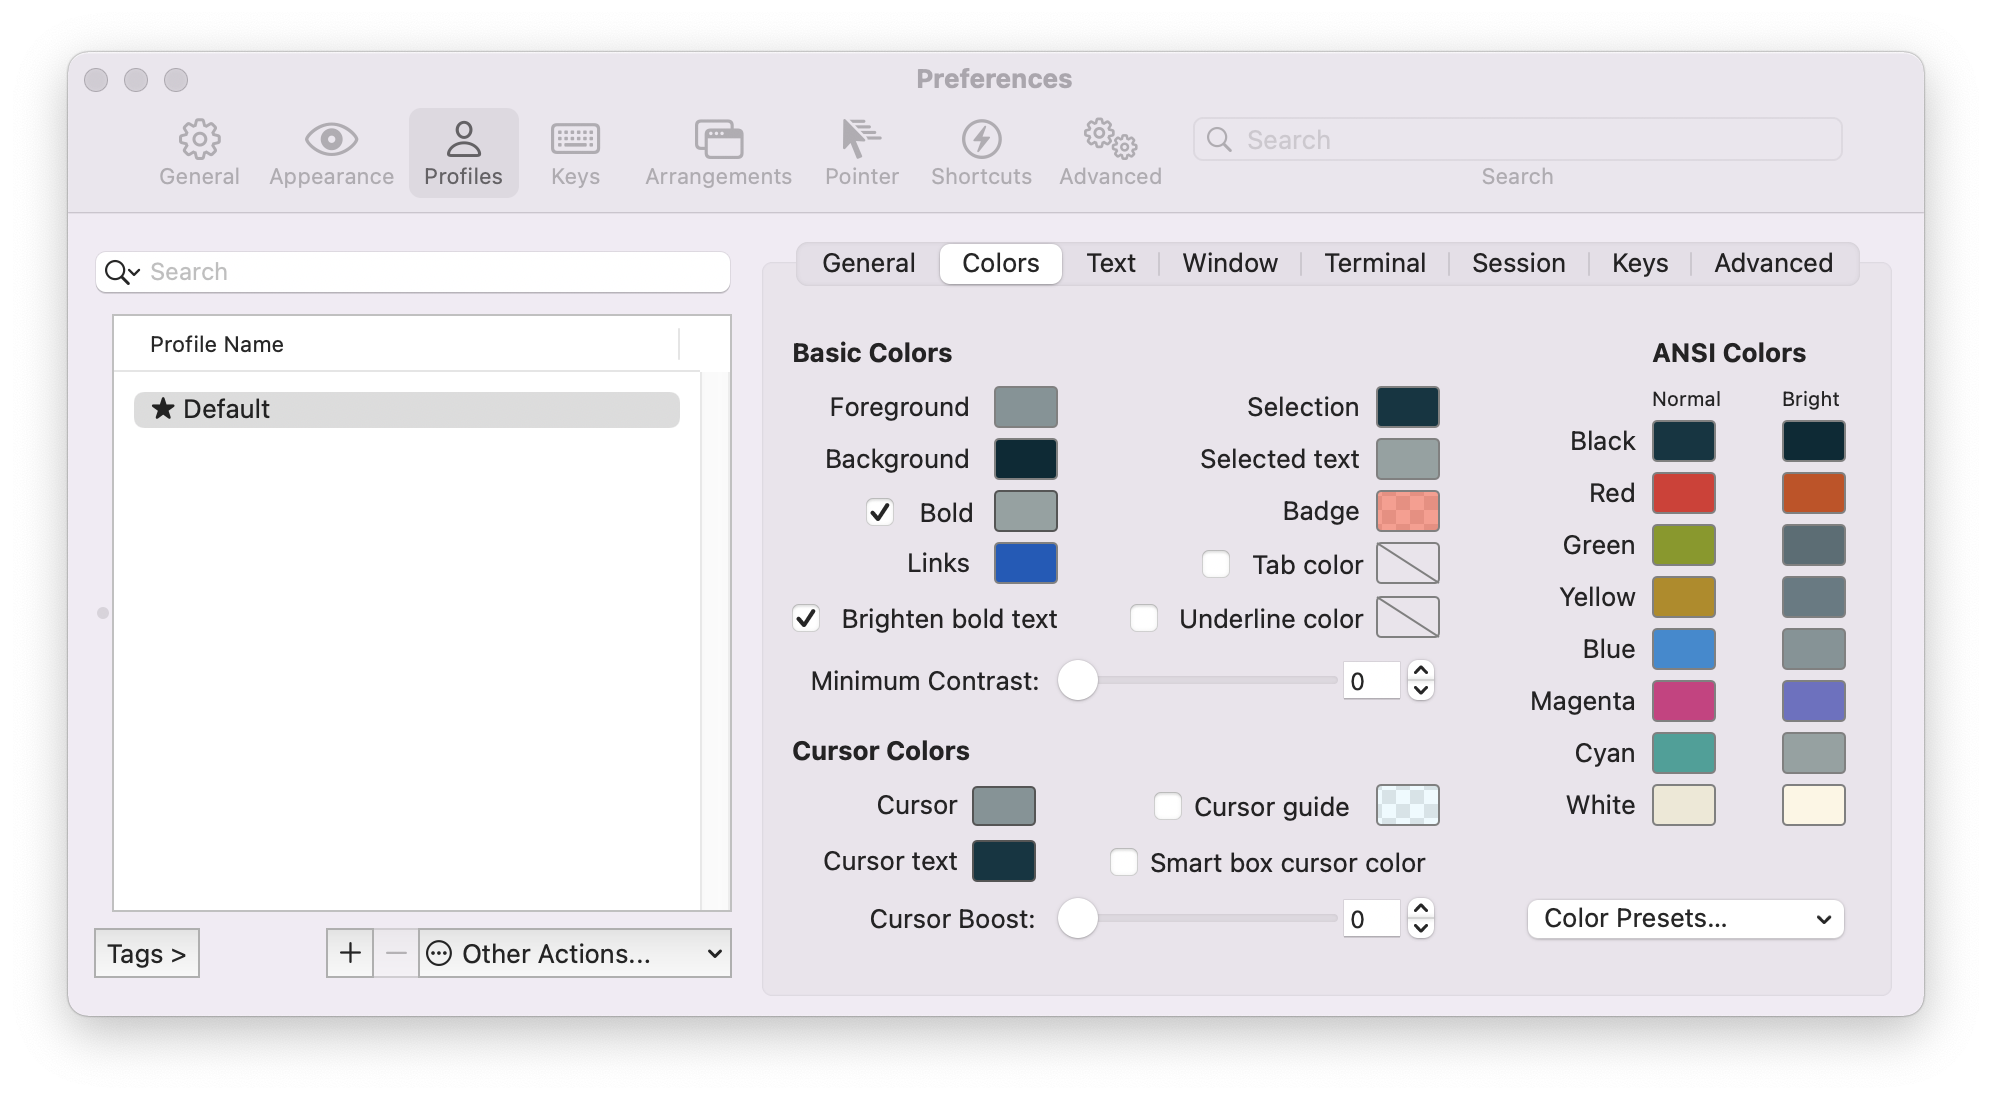 Preferences
General
Appearance
Profiles
Keys
Arrangements
Pointer
Shortcuts
Advanced
Search
Search
Search
Profile Name
Default
Tags >
Other Actions...
General
Colors
Text
Window
Terminal
Session
Keys
Advanced
Basic Colors
Foreground
Background
Bold
Links
Brighten bold text
Selection
Selected text
Badge
Tab color
Underline color
Minimum Contrast:
0
Cursor Colors
Cursor
Cursor text
Cursor guide
Smart box cursor color
Cursor Boost:
0
ANSI Colors
Normal Bright
Black
Red
Green
Yellow
Blue
Magenta
Cyan
White
Color Presets...